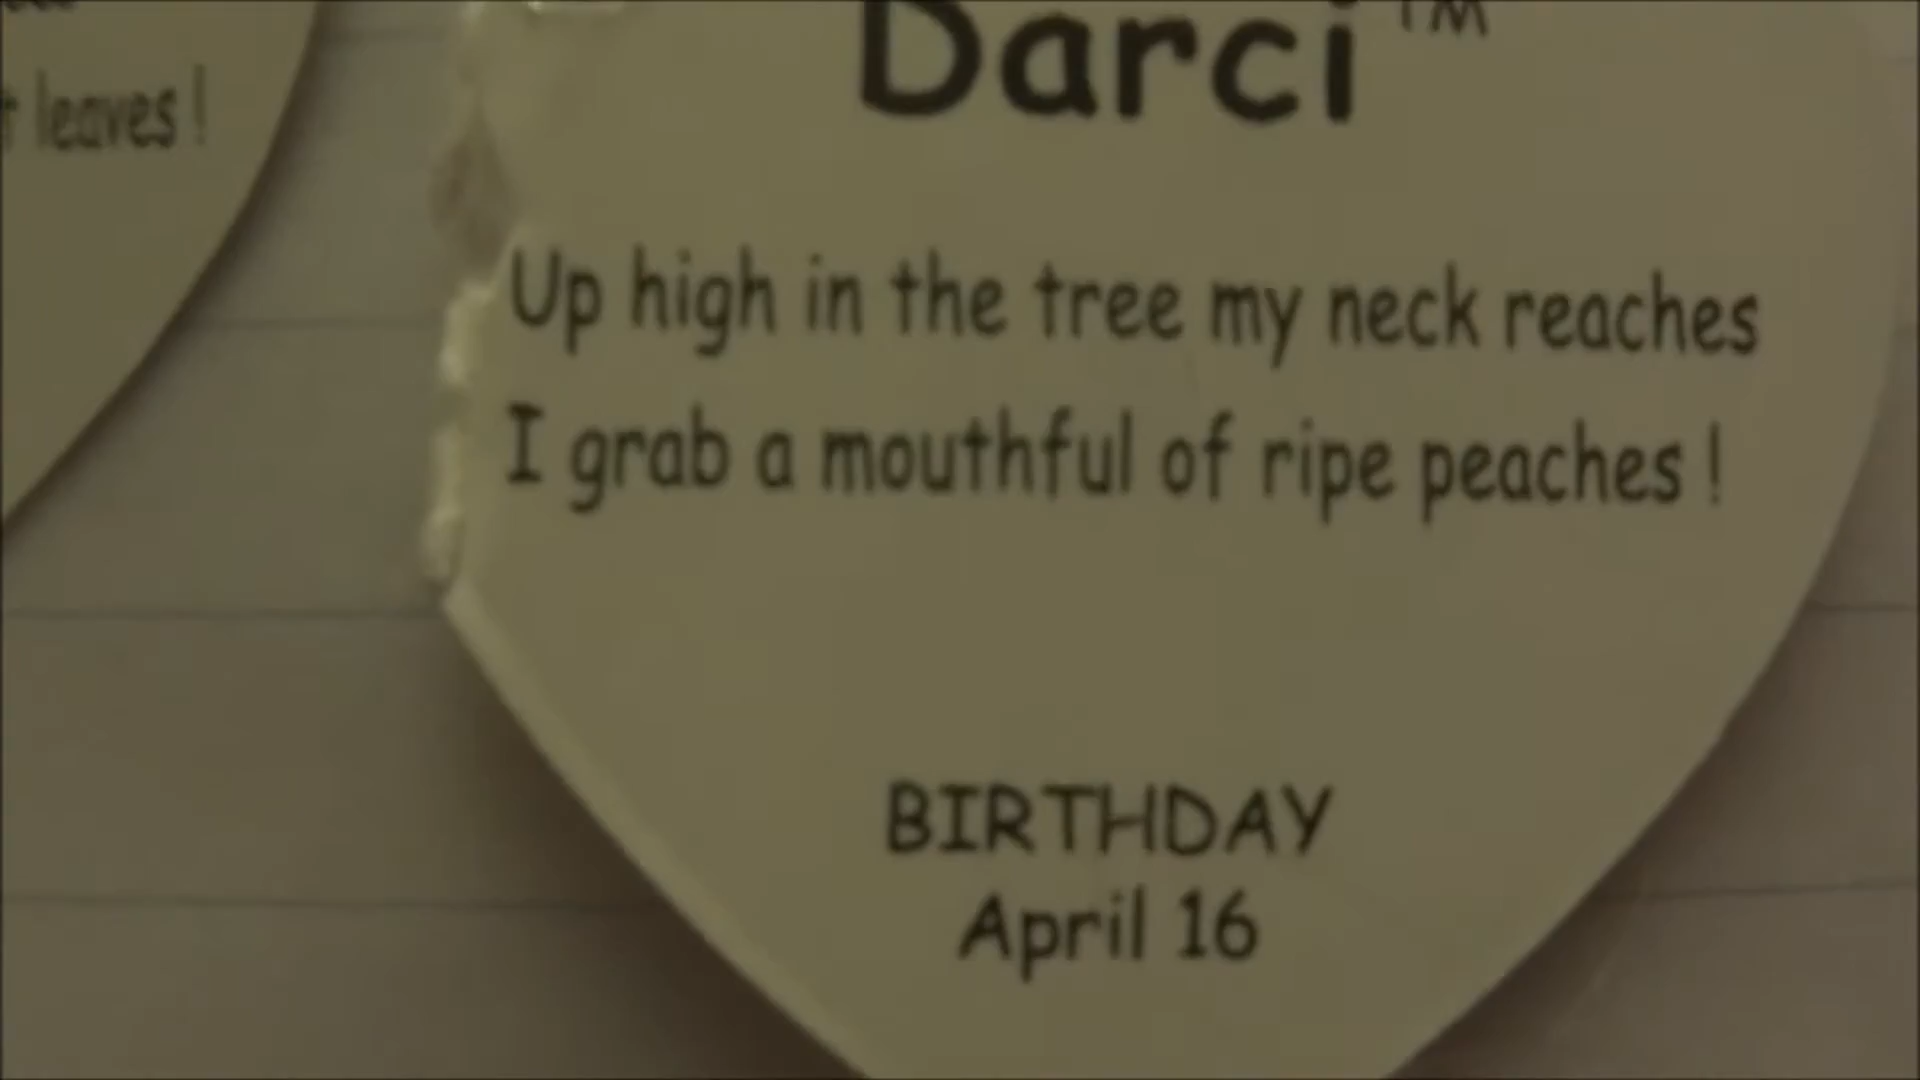 leaves !
Darci™
Up high in the tree my neck reaches
I grab a mouthful of ripe peaches !
BIRTHDAY
April 16